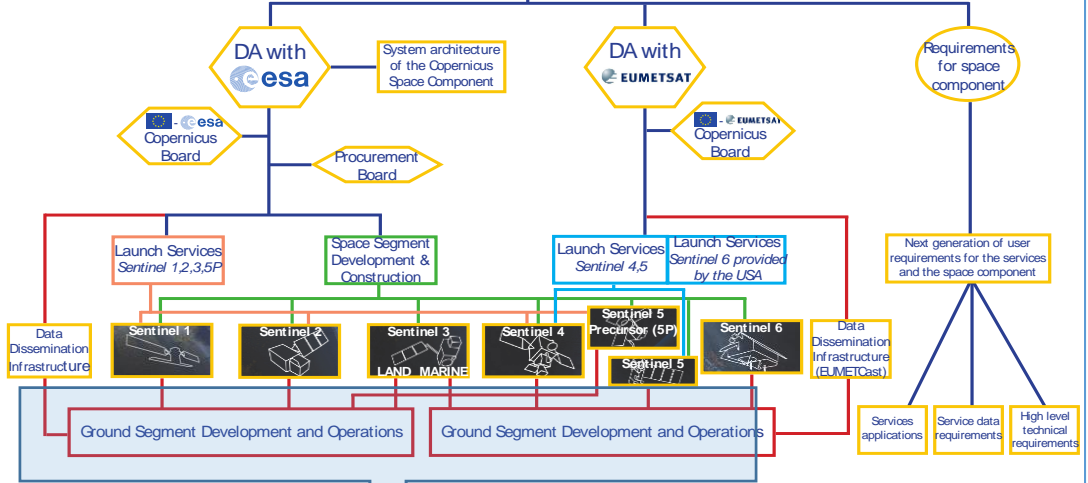 DA with
esa
System architecture
of the Copernicus
Space Component
DA with
EUMETSAT
Requirements
for space
component
- esa
Copernicus
Board
Procurement
Board
- EUMETSAT
Copernicus
Board
Launch Services
Sentinel 1,2,3,5P
Space Segment
Development &
Construction
Launch Services
Sentinel 4,5
Launch Services
Sentinel 6 provided
by the USA
Next generation of user
requirements for the services
and the space component
Data
Dissemination
Infrastructure
Sentinel 1
Sentinel 2
Sentinel 3
LAND MARINE
Sentinel 4
Sentinel 5
Precursor (5P)
Sentinel 5
Sentinel 6
Data
Dissemination
Infrastructure
(EUMETCast)
Ground Segment Development and Operations
Ground Segment Development and Operations
Services
applications
Service data
requirements
High level
technical
requirements